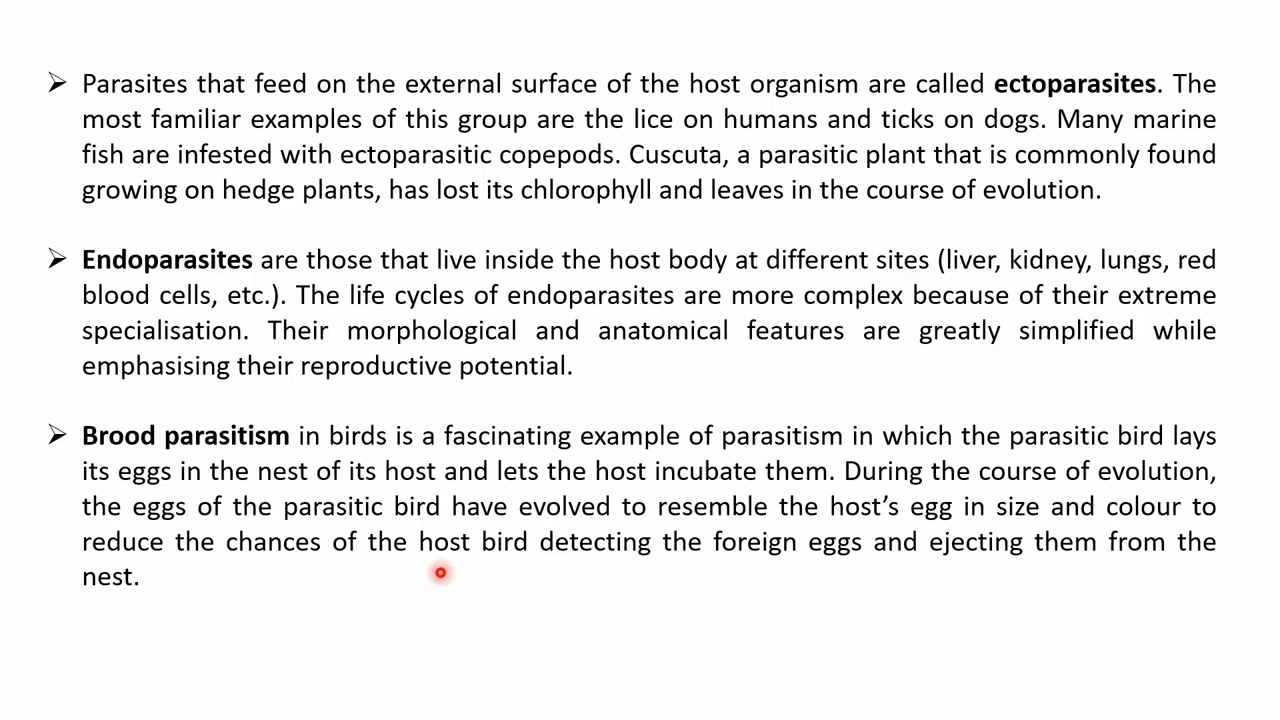 ➢ Parasites that feed on the external surface of the host organism are called ectoparasites. The
most familiar examples of this group are the lice on humans and ticks on dogs. Many marine
fish are infested with ectoparasitic copepods. Cuscuta, a parasitic plant that is commonly found
growing on hedge plants, has lost its chlorophyll and leaves in the course of evolution.
➢ Endoparasites are those that live inside the host body at different sites (liver, kidney, lungs, red
blood cells, etc.). The life cycles of endoparasites are more complex because of their extreme
specialisation. Their morphological and anatomical features are greatly simplified while
emphasising their reproductive potential.
➢ Brood parasitism in birds is a fascinating example of parasitism in which the parasitic bird lays
its eggs in the nest of its host and lets the host incubate them. During the course of evolution,
the eggs of the parasitic bird have evolved to resemble the host’s egg in size and colour to
reduce the chances of the host bird detecting the foreign eggs and ejecting them from the
nest.